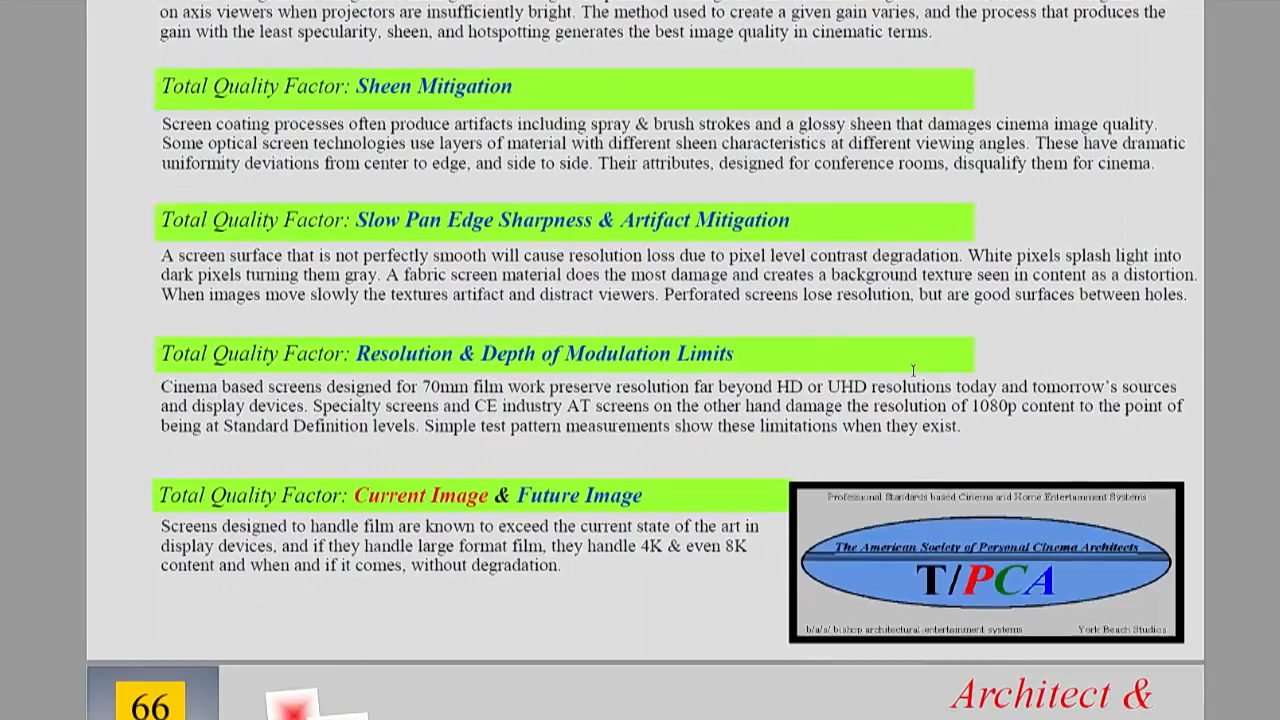 on axis viewers when projectors are insufficiently bright. The method used to create a given gain varies, and the process that produces the
gain with the least specularity, sheen, and hotspotting generates the best image quality in cinematic terms.
Total Quality Factor: Sheen Mitigation
Screen coating processes often produce artifacts including spray & brush strokes and a glossy sheen that damages cinema image quality.
Some optical screen technologies use layers of material with different sheen characteristics at different viewing angles. These have dramatic
uniformity deviations from center to edge, and side to side. Their attributes, designed for conference rooms, disqualify them for cinema.
Total Quality Factor: Slow Pan Edge Sharpness & Artifact Mitigation
A screen surface that is not perfectly smooth will cause resolution loss due to pixel level contrast degradation. White pixels splash light into
dark pixels turning them gray. A fabric screen material does the most damage and creates a background texture seen in content as a distortion.
When images move slowly the textures artifact and distract viewers. Perforated screens lose resolution, but are good surfaces between holes.
Total Quality Factor: Resolution & Depth of Modulation Limits
Cinema based screens designed for 70mm film work preserve resolution far beyond HD or UHD resolutions today and tomorrow's sources
and display devices. Specialty screens and CE industry AT screens on the other hand damage the resolution of 1080p content to the point of
being at Standard Definition levels. Simple test pattern measurements show these limitations when they exist.
Total Quality Factor: Current Image & Future Image
Screens designed to handle film are known to exceed the current state of the art in
display devices, and if they handle large format film, they handle 4K & even 8K
content and when and if it comes, without degradation.
Professional Standards based Cinema and Home Entertainment Systems
The American Society of Personal Cinema Architects
T/PCA
b/a/s/ bishop architectural entertainment systems York Beach Studios
66
Architect &